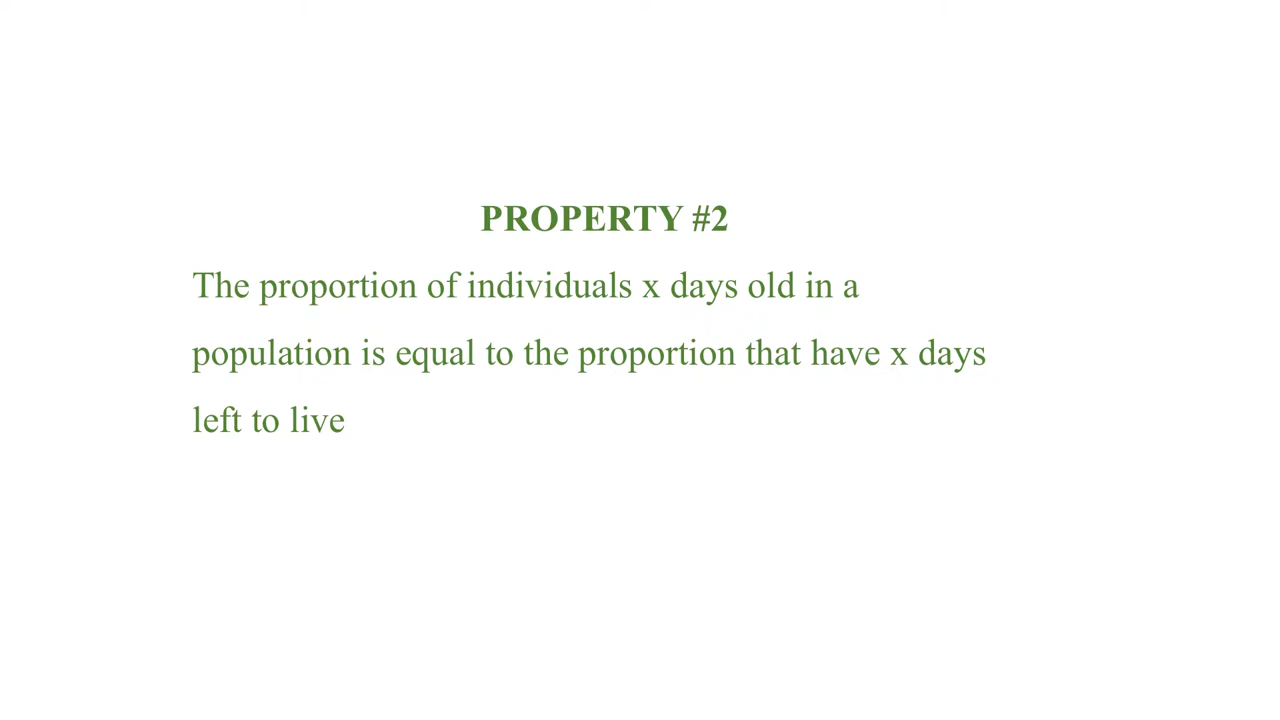 PROPERTY #2
The proportion of individuals x days old in a
population is equal to the proportion that have x days
left to live